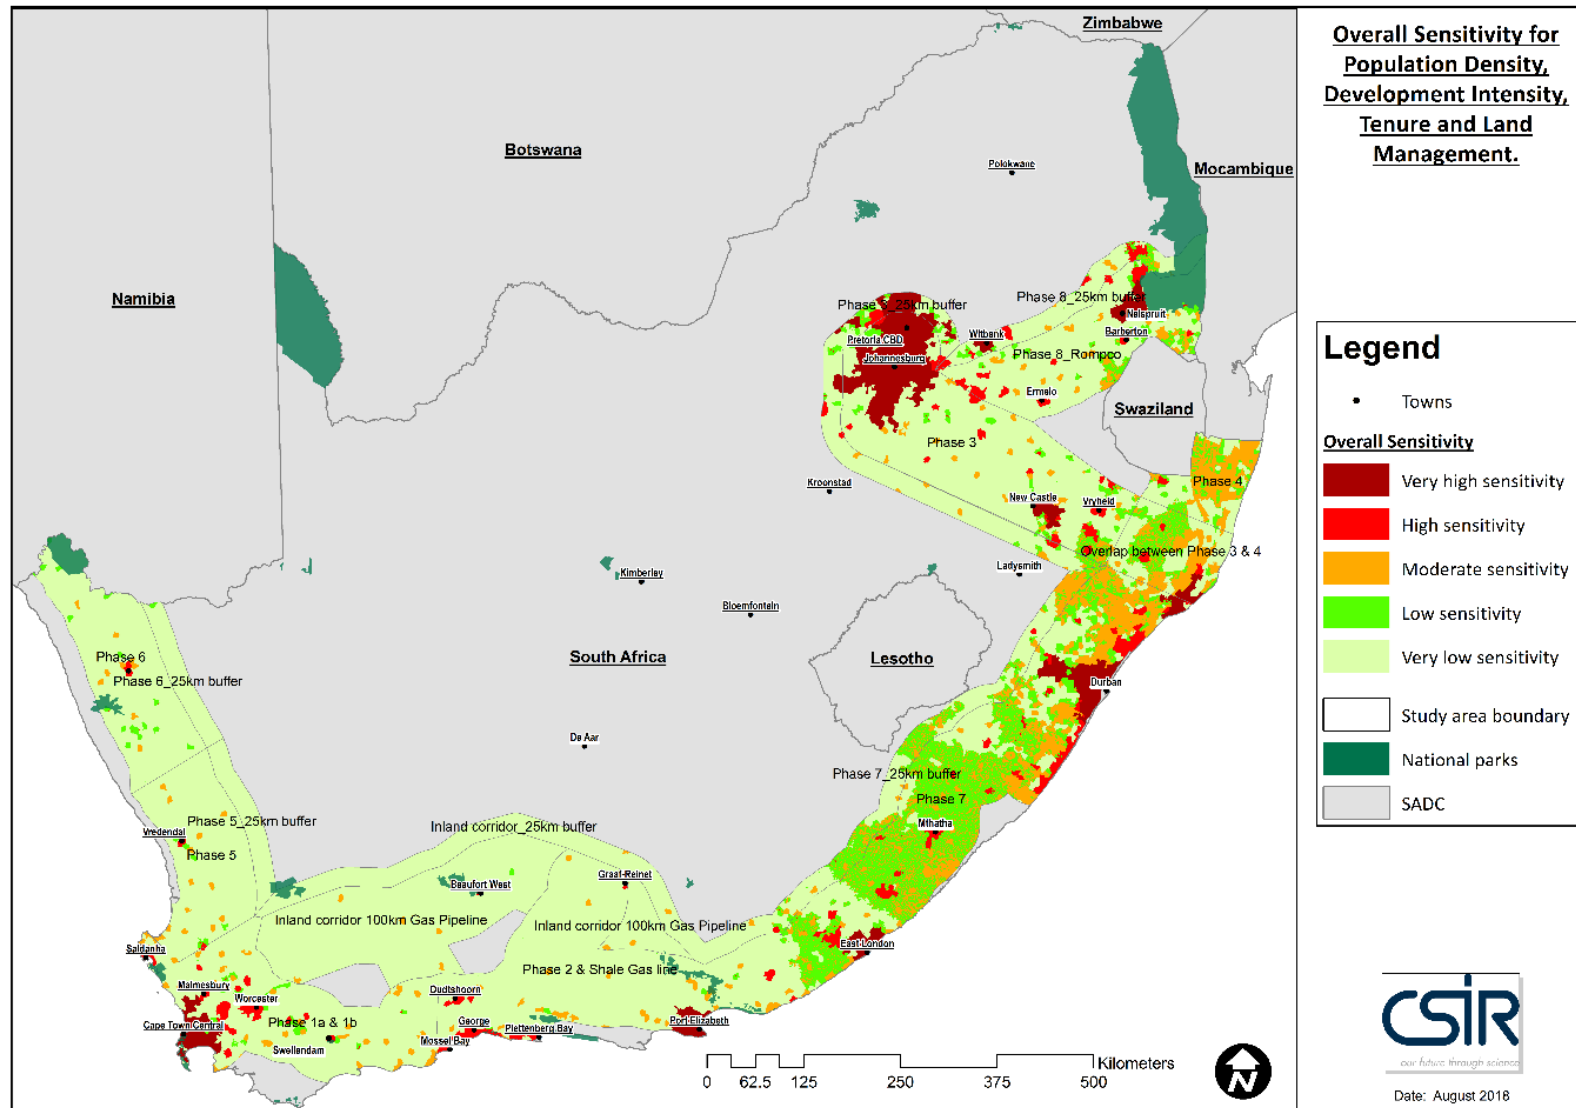 Zimbabwe
Overall Sensitivity for
Population Density,
Development Intensity,
Tenure and Land
Management.
Botswana
Polokwane
Mocambique
Namibia
Phase 3_25km buffer
Phase 8_25km buffer
Nelspruit
Pretoria CBD
Witbank
Barberton
Johannesburg
Phase 8_Rompco
Ermelo
Swaziland
Phase 3
Kroonstad
Phase 4
New Castle
Vryheid
Overlap between Phase 3 & 4
Ladysmith
Kimberley
Bloemfontein
South Africa
Lesotho
Phase 6
Phase 6_25km buffer
Durban
De Aar
Phase 7_25km buffer
Phase 7
Mthatha
Phase 5_25km buffer
Vredendal
Phase 5
Inland corridor_25km buffer
Graaf-Reinet
Beaufort West
Inland corridor 100km Gas Pipeline
Inland corridor 100km Gas Pipeline
East London
Saldanha
Phase 2 & Shale Gas line
Malmesbury
Worcester
Oudtshoorn
Cape Town Central
Phase 1a & 1b
George
Plettenberg Bay
Port Elizabeth
Swellendam
Mossel Bay
Kilometers
0 62.5 125 250 375 500
N
Legend
Towns
Overall Sensitivity
Very high sensitivity
High sensitivity
Moderate sensitivity
Low sensitivity
Very low sensitivity
Study area boundary
National parks
SADC
CSIR
our future through science
Date: August 2018